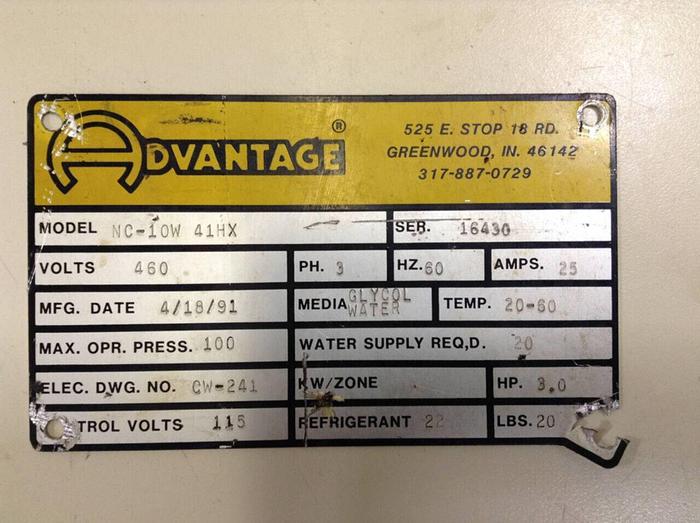 ADVANTAGE ®
525 E. STOP 18 RD.
GREENWOOD, IN. 46142
317-887-0729
MODEL NC-10W 41HX SER. 16430
VOLTS 460 PH. 3 HZ. 60 AMPS. 25
MFG. DATE 4/18/91 MEDIA GLYCOL WATER TEMP. 20-60
MAX. OPR. PRESS. 100 WATER SUPPLY REQ,D. 20
ELEC. DWG. NO. CW-241 KW/ZONE HP. 3.0
TROL VOLTS 115 REFRIGERANT 22 LBS. 20